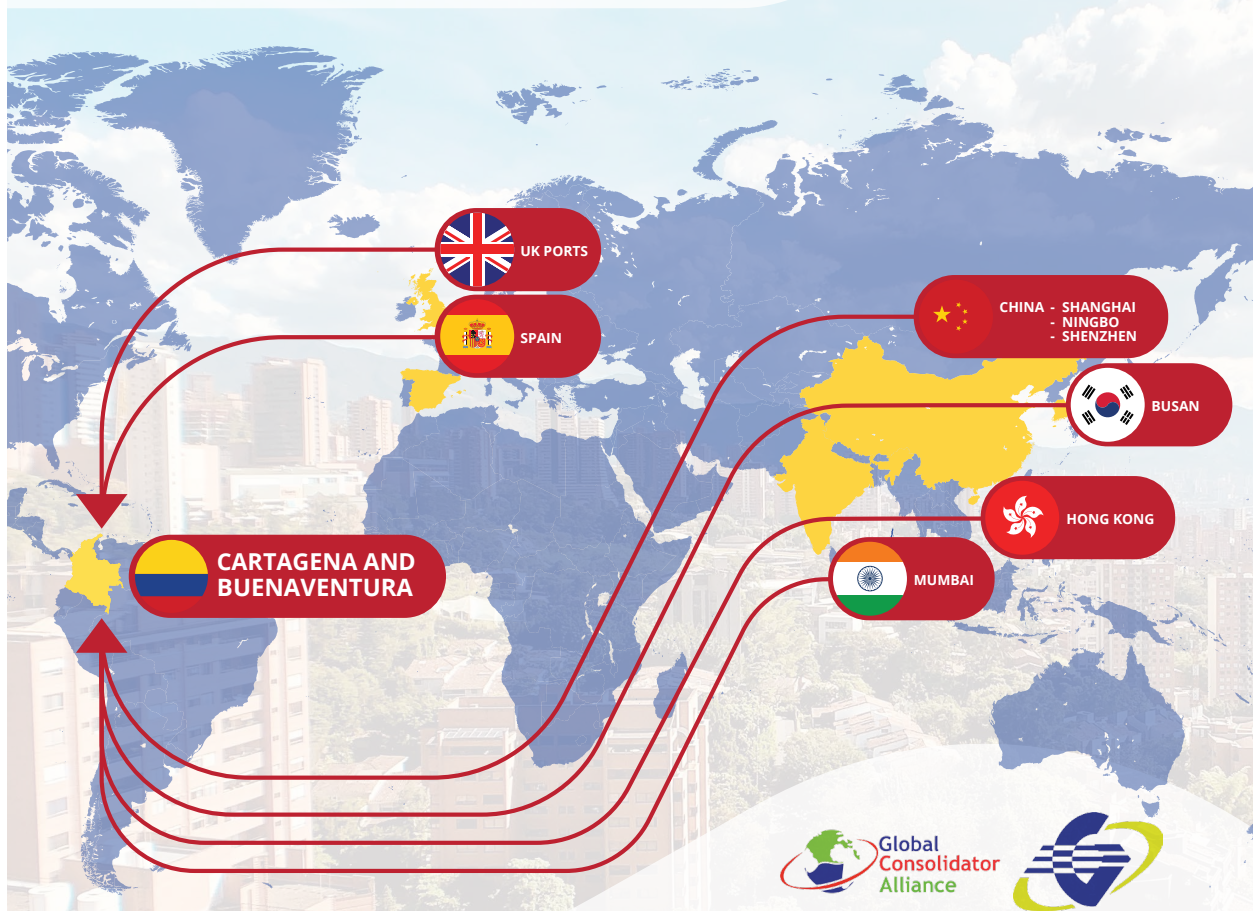 UK PORTS
SPAIN
CHINA - SHANGHAI
- NINGBO
- SHENZHEN
BUSAN
HONG KONG
CARTAGENA AND
BUENAVENTURA
MUMBAI
Global
Consolidator
Alliance